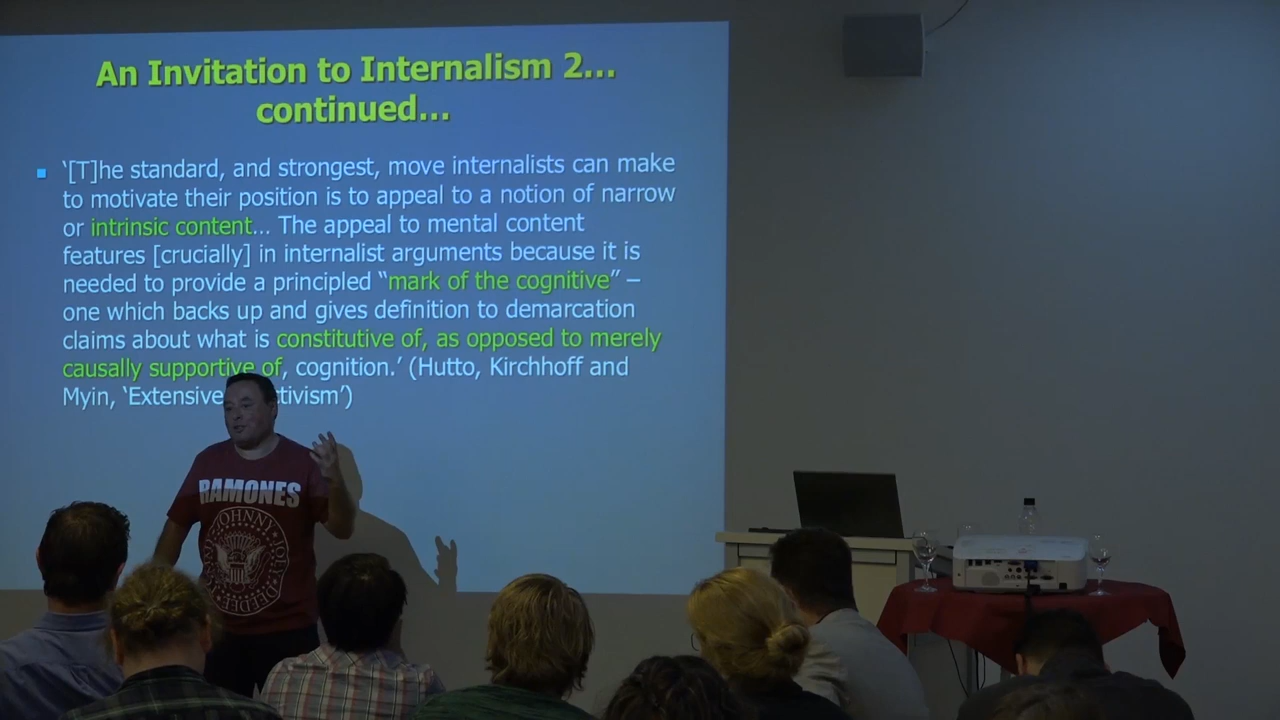 An Invitation to Internalism 2...
continued...
'[T]he standard, and strongest, move internalists can make
to motivate their position is to appeal to a notion of narrow
or intrinsic content... The appeal to mental content
features [crucially] in internalist arguments because it is
needed to provide a principled "mark of the cognitive" –
one which backs up and gives definition to demarcation
claims about what is constitutive of, as opposed to merely
causally supportive of, cognition.' (Hutto, Kirchhoff and
Myin, 'Extensive
tivism')
RAMONES
JOHNNY
DEEDEE